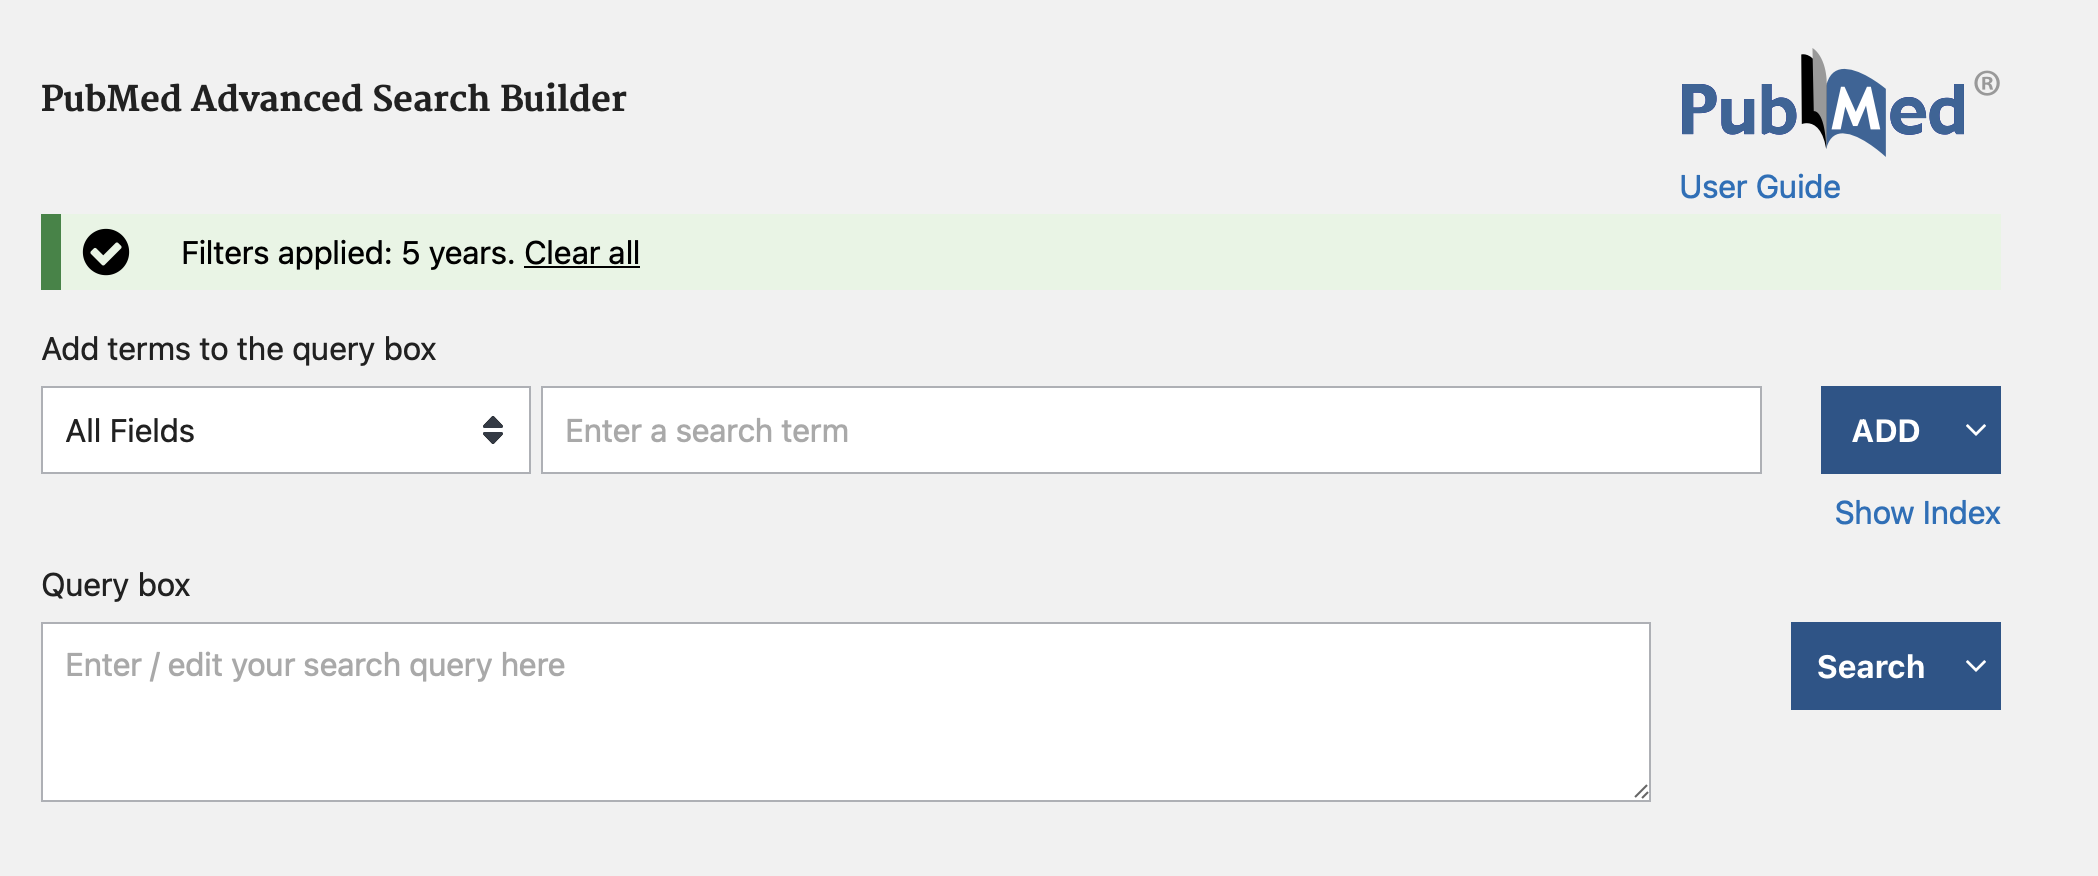 PubMed Advanced Search Builder
PubMed®
User Guide
Filters applied: 5 years. Clear all
Add terms to the query box
All Fields
Enter a search term
ADD
Show Index
Query box
Enter / edit your search query here
Search